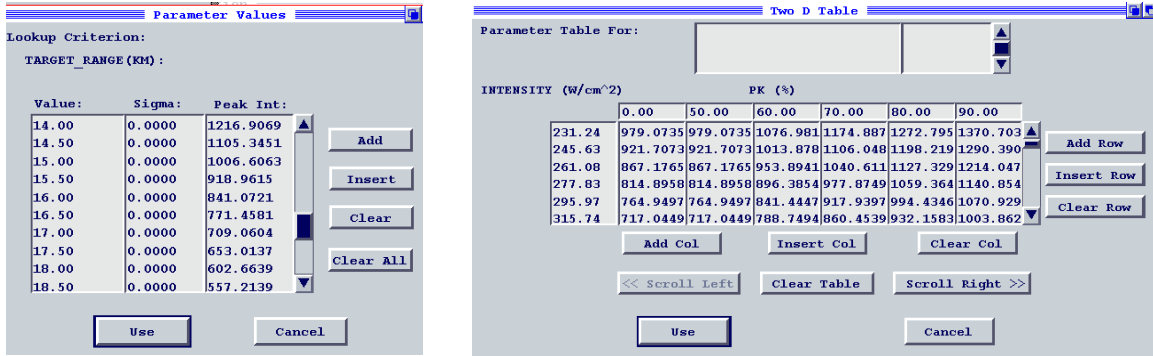 Parameter Values
Lookup Criterion:
TARGET_RANGE(KM):
Value: Sigma: Peak Int:
14.00 0.0000 1216.9069
14.50 0.0000 1105.3451
15.00 0.0000 1006.6063
15.50 0.0000 918.9615
16.00 0.0000 841.0721
16.50 0.0000 771.4581
17.00 0.0000 709.0604
17.50 0.0000 653.0137
18.00 0.0000 602.6639
18.50 0.0000 557.2139
Add
Insert
Clear
Clear All
Use Cancel
Two D Table
Parameter Table For:
INTENSITY (W/cm^2) PK (%)
0.00 50.00 60.00 70.00 80.00 90.00
231.24 979.0735 979.0735 1076.981 1174.887 1272.795 1370.703
245.63 921.7073 921.7073 1013.878 1106.048 1198.219 1290.390
261.08 867.1765 867.1765 953.8941 1040.611 1127.329 1214.047
277.83 814.8958 814.8958 896.3854 977.8749 1059.364 1140.854
295.97 764.9497 764.9497 841.4447 917.9397 994.4346 1070.929
315.74 717.0449 717.0449 788.7494 860.4539 932.1583 1003.862
Add Row
Insert Row
Clear Row
Add Col Insert Col Clear Col
<< Scroll Left Clear Table Scroll Right >>
Use Cancel